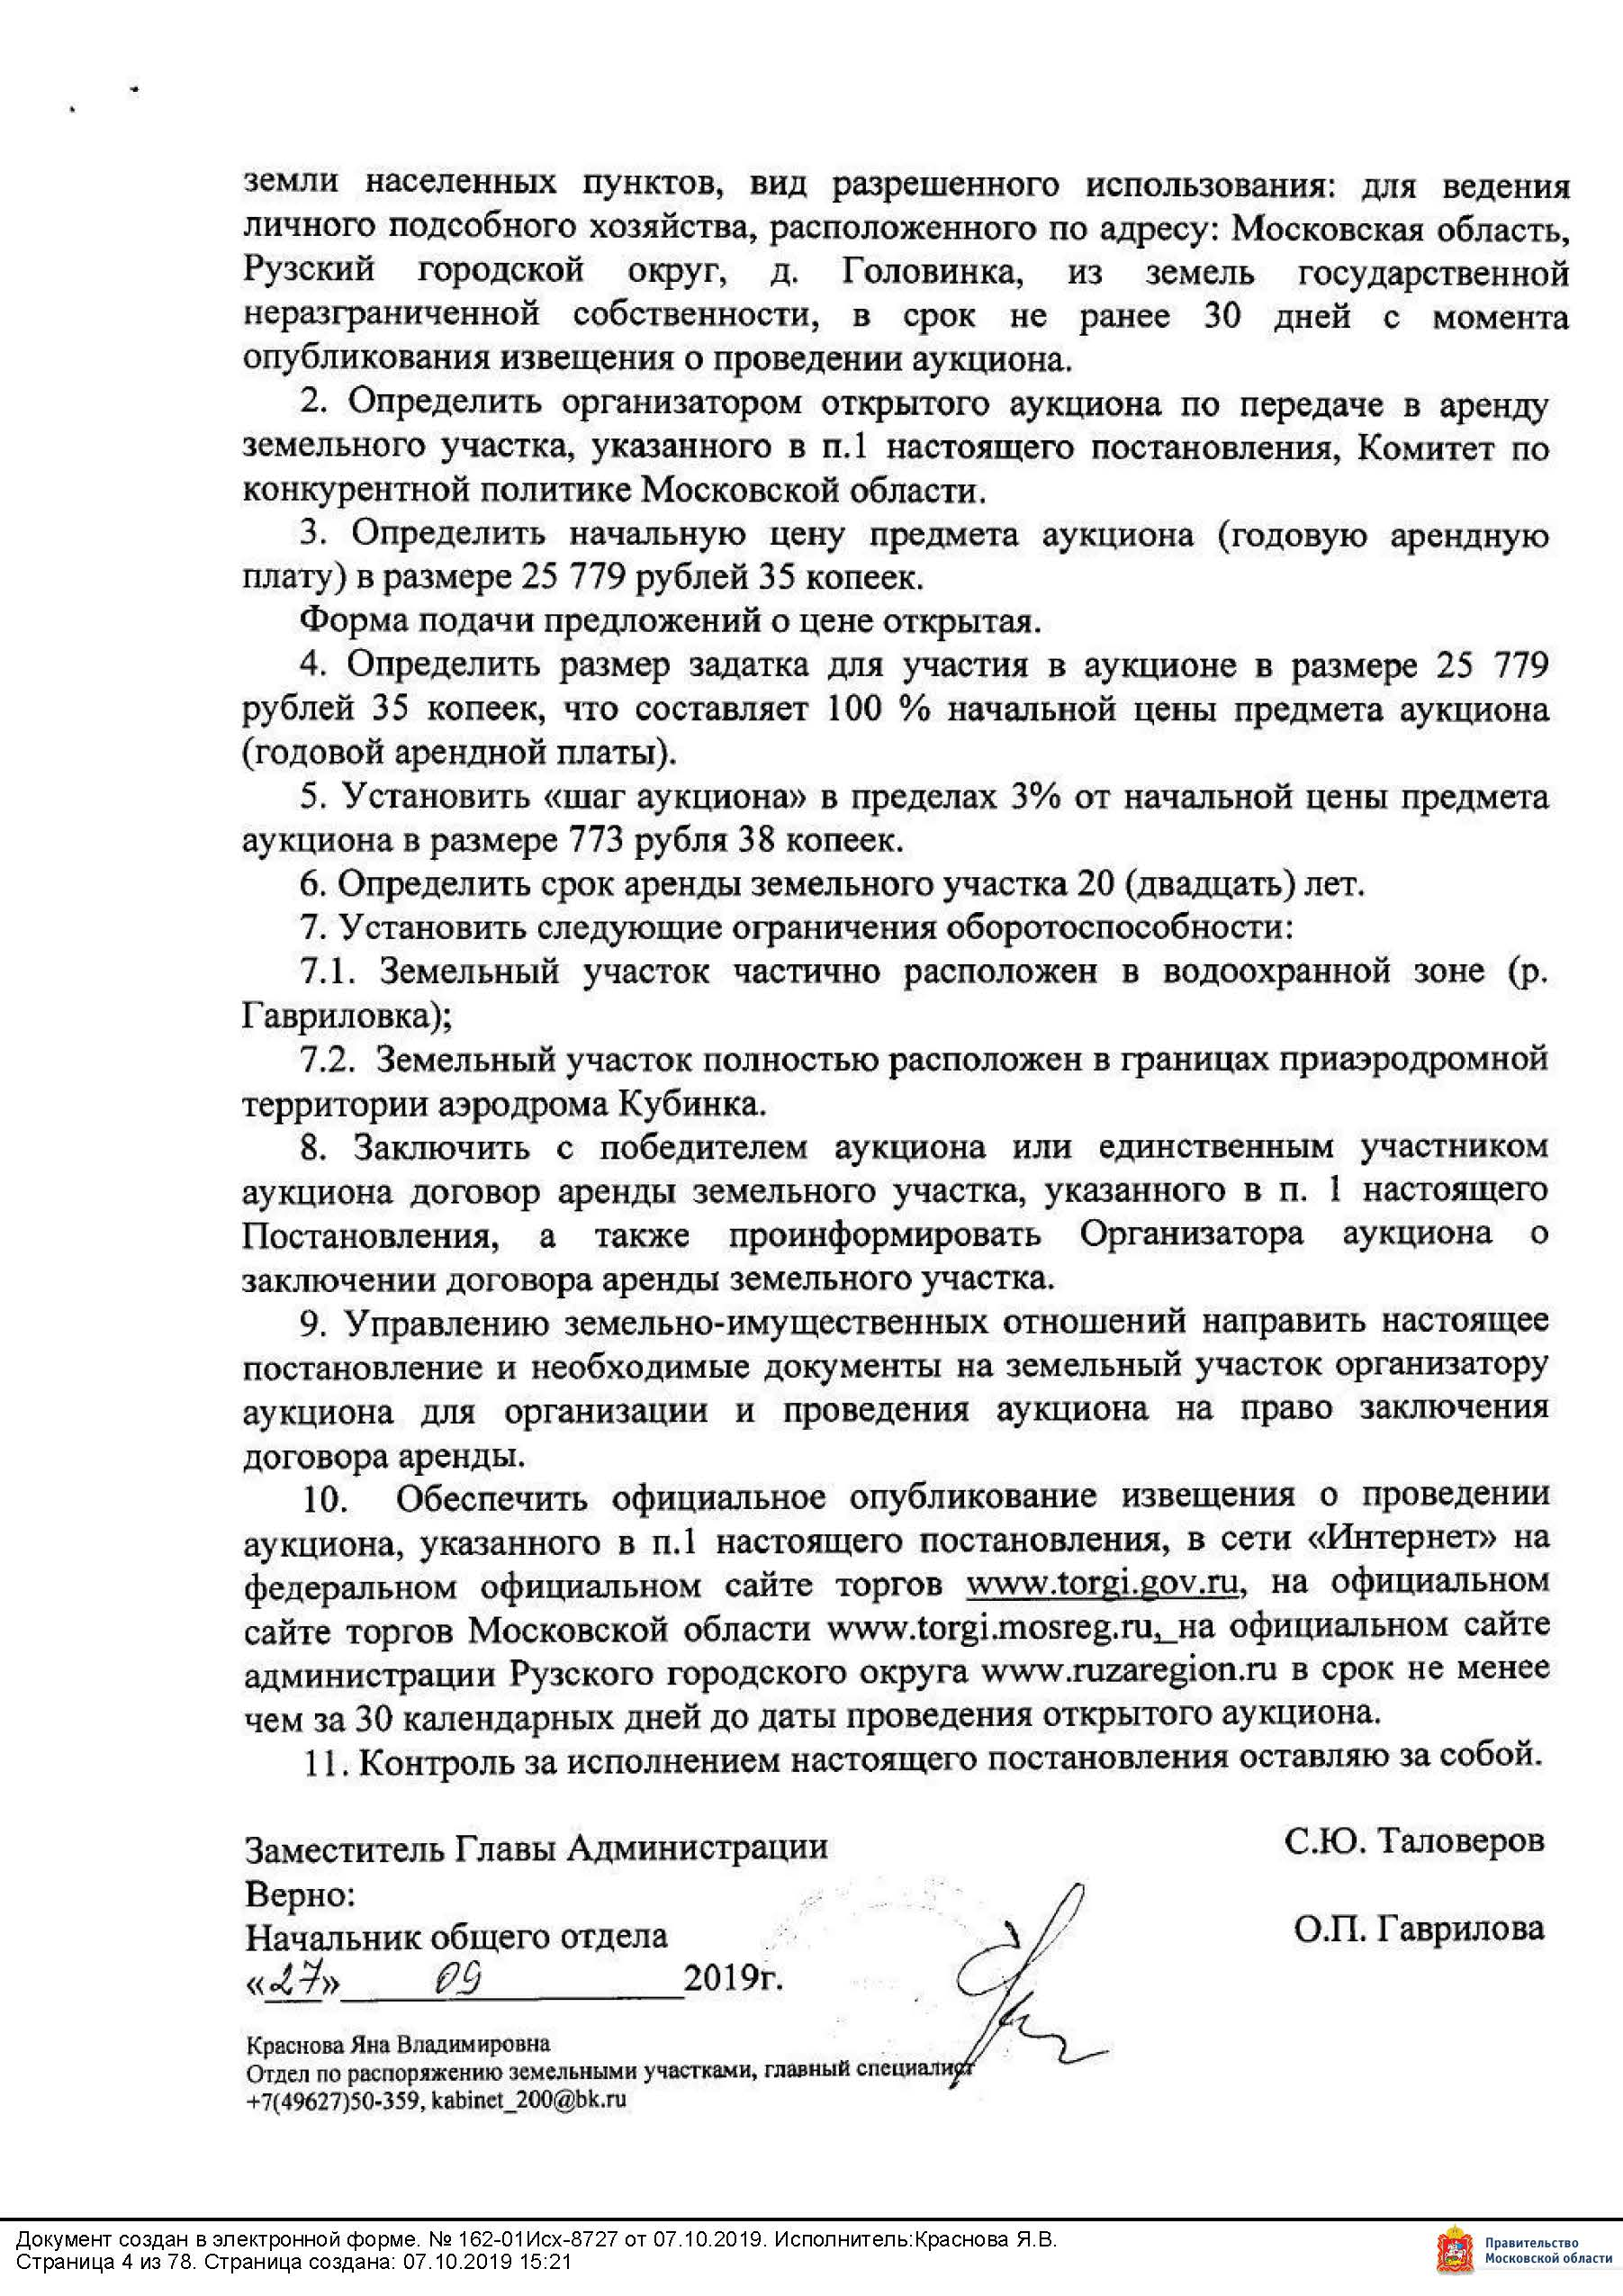 земли населенных пунктов, вид разрешенного использования: для ведения
личного подсобного хозяйства, расположенного по адресу: Московская область,
Рузский городской округ, д. Головинка, из земель государственной
неразграниченной собственности, в срок не ранее 30 дней с момента
опубликования извещения о проведении аукциона.
2. Определить организатором открытого аукциона по передаче в аренду
земельного участка, указанного в п.1 настоящего постановления, Комитет по
конкурентной политике Московской области.
3. Определить начальную цену предмета аукциона (годовую арендную
плату) в размере 25 779 рублей 35 копеек.
Форма подачи предложений о цене открытая.
4. Определить размер задатка для участия в аукционе в размере 25 779
рублей 35 копеек, что составляет 100 % начальной цены предмета аукциона
(годовой арендной платы).
5. Установить «шаг аукциона» в пределах 3% от начальной цены предмета
аукциона в размере 773 рубля 38 копеек.
6. Определить срок аренды земельного участка 20 (двадцать) лет.
7. Установить следующие ограничения оборотоспособности:
7.1. Земельный участок частично расположен в водоохранной зоне (р.
Гавриловка);
7.2. Земельный участок полностью расположен в границах приаэродромной
территории аэродрома Кубинка.
8. Заключить с победителем аукциона или единственным участником
аукциона договор аренды земельного участка, указанного в п. 1 настоящего
Постановления, а также проинформировать Организатора аукциона о
заключении договора аренды земельного участка.
9. Управлению земельно-имущественных отношений направить настоящее
постановление и необходимые документы на земельный участок организатору
аукциона для организации и проведения аукциона на право заключения
договора аренды.
10. Обеспечить официальное опубликование извещения о проведении
аукциона, указанного в п.1 настоящего постановления, в сети «Интернет» на
федеральном официальном сайте торгов www.torgi.gov.ru, на официальном
сайте торгов Московской области www.torgi.mosreg.ru, на официальном сайте
администрации Рузского городского округа www.ruzaregion.ru в срок не менее
чем за 30 календарных дней до даты проведения открытого аукциона.
11. Контроль за исполнением настоящего постановления оставляю за собой.
Заместитель Главы Администрации С.Ю. Таловеров
Верно:
Начальник общего отдела О.П. Гаврилова
«27» 09 2019г.
Краснова Яна Владимировна
Отдел по распоряжению земельными участками, главный специалист
+7(49627)50-359, kabinet_200@bk.ru
Документ создан в электронной форме. № 162-01Исх-8727 от 07.10.2019. Исполнитель:Краснова Я.В.
Страница 4 из 78. Страница создана: 07.10.2019 15:21
Правительство
Московской области